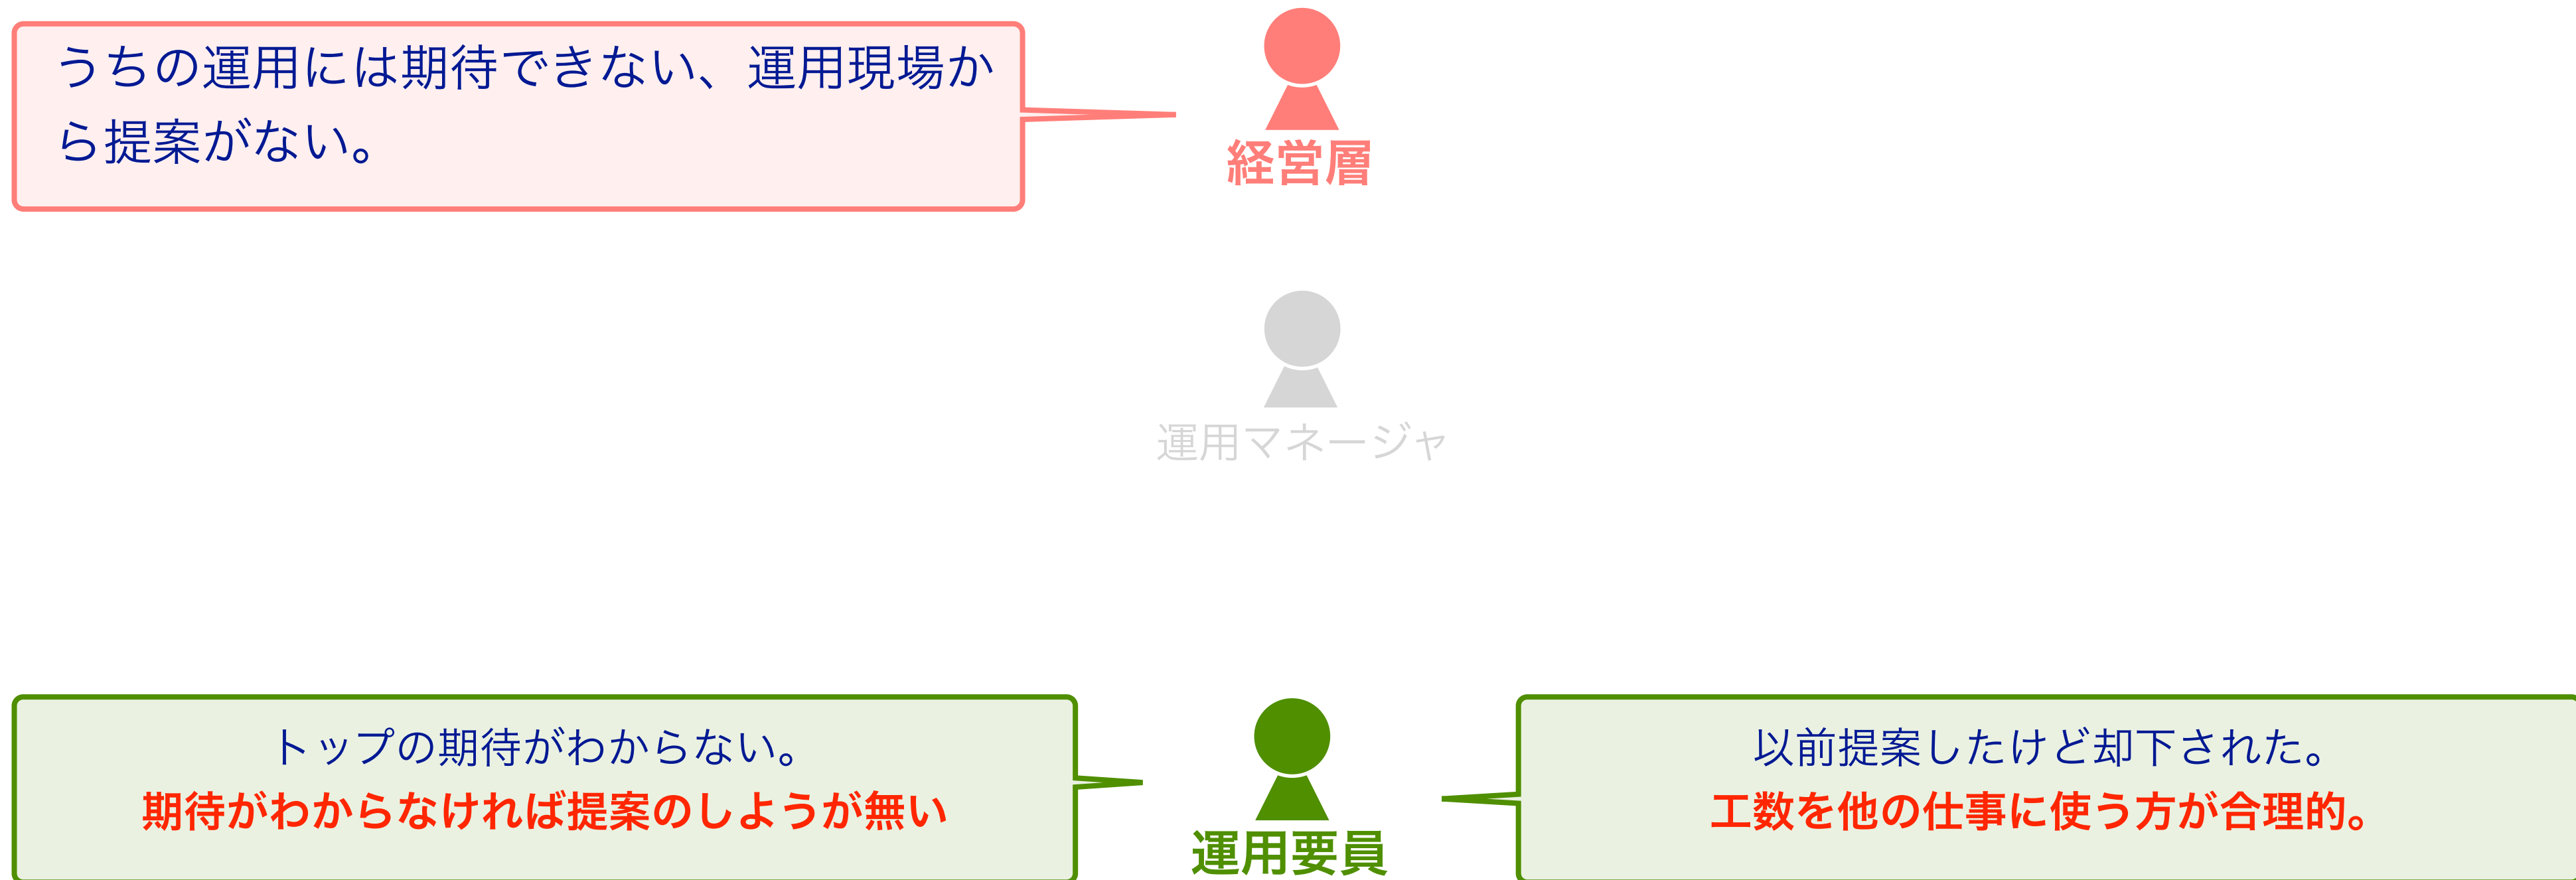 うちの運用には期待できない、運用現場か
ら提案がない。
経営層
運用マネージャ
トップの期待がわからない。
期待がわからなければ提案のしようが無い
運用要員
以前提案したけど却下された。
工数を他の仕事に使う方が合理的。